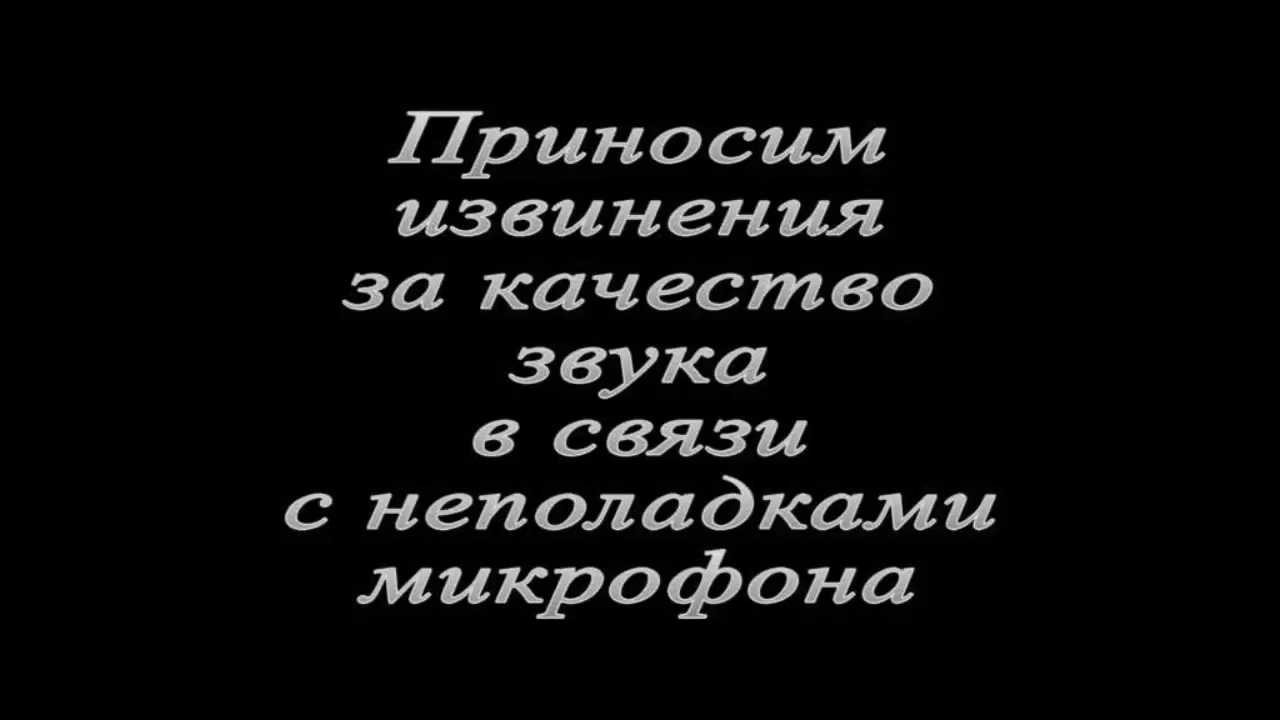 Приносим
извинения
за качество
звука
в связи
с неполадками
микрофона